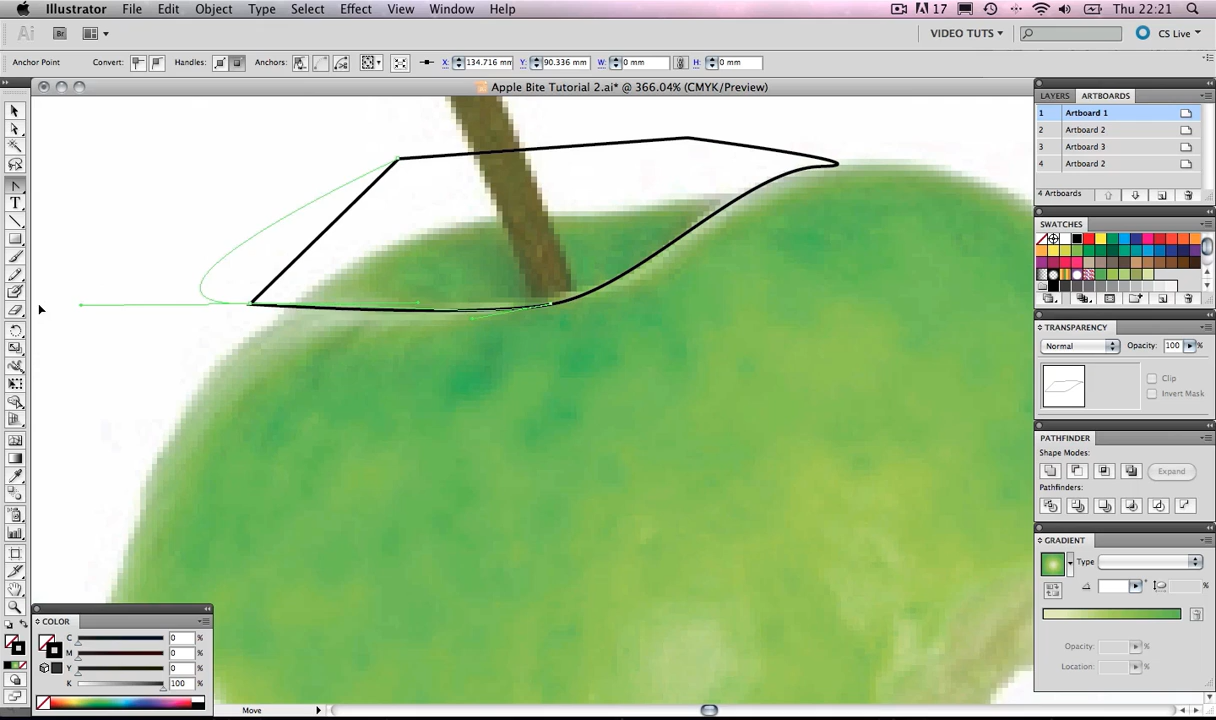 Illustrator File Edit Object Type Select Effect View Window Help 17 Thu 22:21
Ai Br VIDEO TUTS CS Live
Anchor Point Convert: Handles: Anchors: X: 134.716 mm Y: 90.336 mm W: 0 mm H: 0 mm
Apple Bite Tutorial 2.ai* @ 366.04% (CMYK/Preview)
LAYERS ARTBOARDS
1 Artboard 1
2 Artboard 2
3 Artboard 3
4 Artboard 2
4 Artboards
SWATCHES
TRANSPARENCY
Normal Opacity: 100
Clip
Invert Mask
PATHFINDER
Shape Modes:
Expand
Pathfinders:
GRADIENT
Type
°
%
Opacity:
Location:
COLOR
C 0 %
M 0 %
Y 0 %
K 100 %
Move